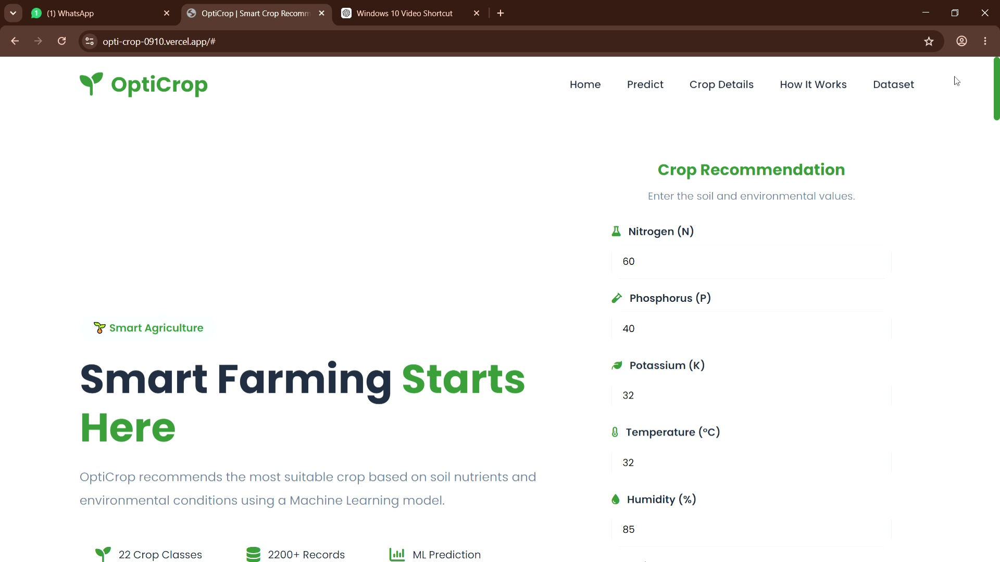 (1) WhatsApp
OptiCrop | Smart Crop Recomm
Windows 10 Video Shortcut
opti-crop-0910.vercel.app/#
OptiCrop
Home
Predict
Crop Details
How It Works
Dataset
Smart Agriculture
Smart Farming Starts
Here
OptiCrop recommends the most suitable crop based on soil nutrients and
environmental conditions using a Machine Learning model.
22 Crop Classes
2200+ Records
ML Prediction
Crop Recommendation
Enter the soil and environmental values.
Nitrogen (N)
60
Phosphorus (P)
40
Potassium (K)
32
Temperature (°C)
32
Humidity (%)
85